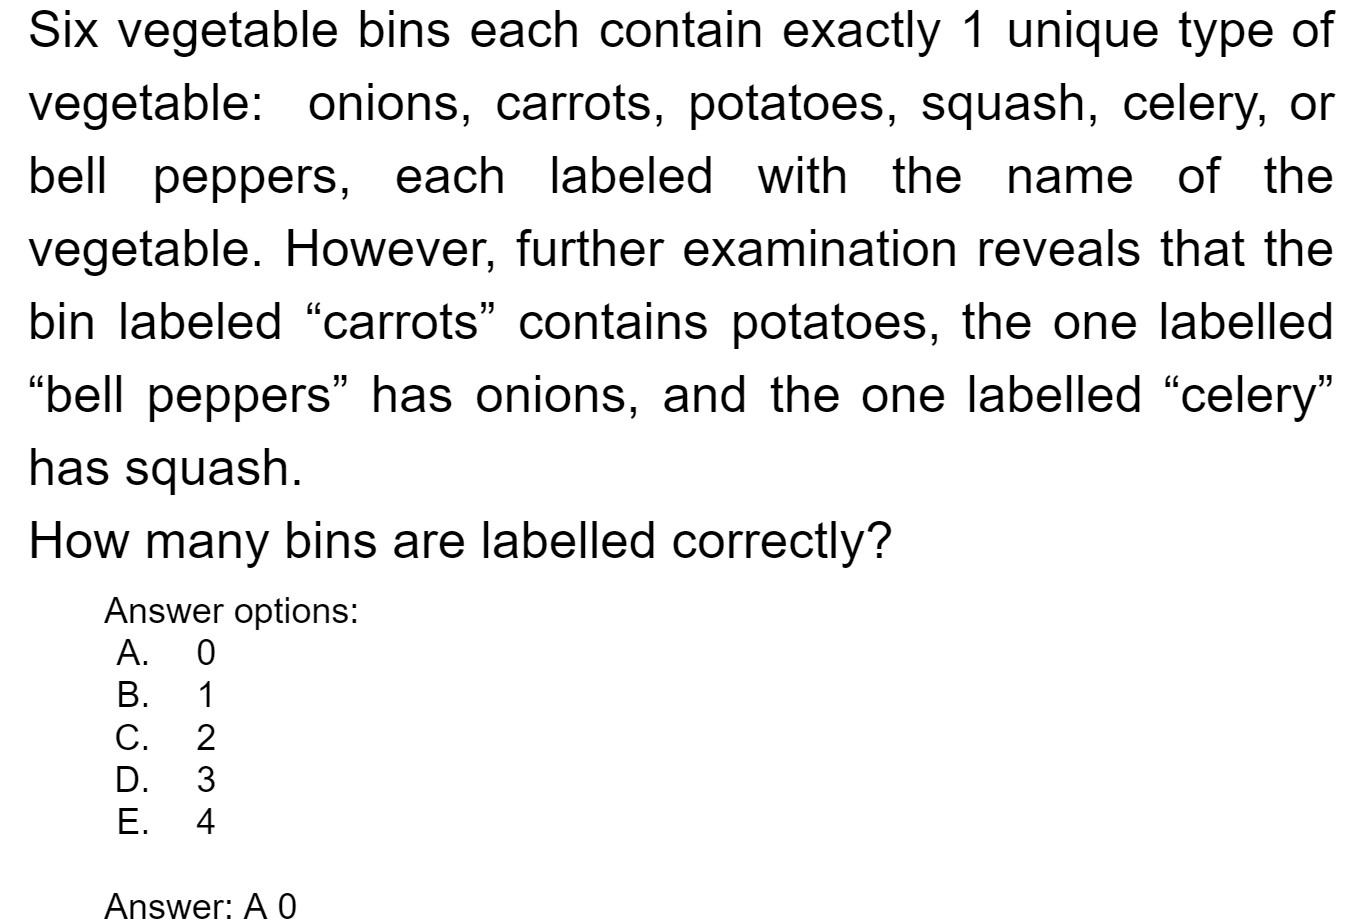 Six vegetable bins each contain exactly 1 unique type of
vegetable: onions, carrots, potatoes, squash, celery, or
bell peppers, each labeled with the name of the
vegetable. However, further examination reveals that the
bin labeled “carrots” contains potatoes, the one labelled
“bell peppers” has onions, and the one labelled “celery”
has squash.
How many bins are labelled correctly?
Answer options:
A. 0
B. 1
C. 2
D. 3
E. 4
Answer: A 0